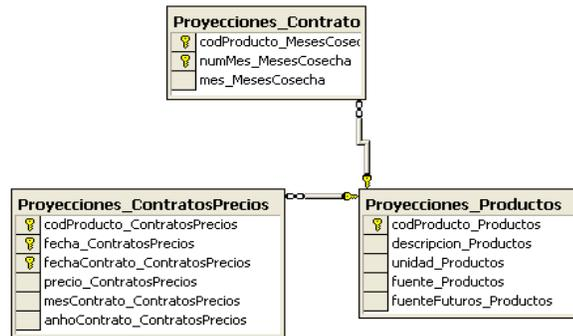 Proyecciones_Contrato
codProducto_MesesCosec
numMes_MesesCosecha
mes_MesesCosecha
Proyecciones_ContratosPrecios
codProducto_ContratosPrecios
fecha_ContratosPrecios
fechaContrato_ContratosPrecios
precio_ContratosPrecios
mesContrato_ContratosPrecios
anhoContrato_ContratosPrecios
Proyecciones_Productos
codProducto_Productos
descripcion_Productos
unidad_Productos
fuente_Productos
fuenteFuturos_Productos